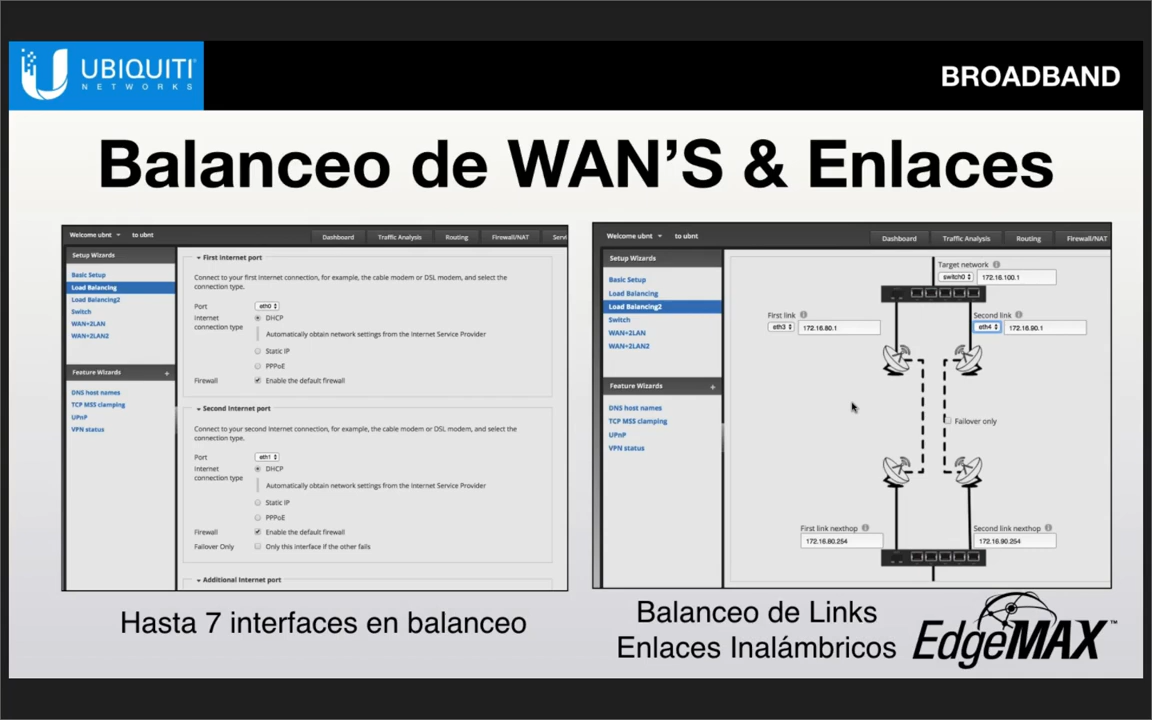 UBIQUITI
NETWORKS
BROADBAND
Balanceo de WAN'S & Enlaces
Welcome ubnt to ubnt
Dashboard Traffic Analysis Routing Firewall/NAT Servi
Setup Wizards
Basic Setup
Load Balancing
Load Balancing2
Switch
WAN+2LAN
WAN+2LAN2
Feature Wizards +
DNS host names
TCP MSS clamping
UPnP
VPN status
First internet port
Connect to your first internet connection, for example, the cable modem or DSL modem, and select the
connection type.
Port eth0
Internet
connection type
DHCP
Automatically obtain network settings from the Internet Service Provider
Static IP
PPPoE
Firewall Enable the default firewall
Second Internet port
Connect to your second internet connection, for example, the cable modem or DSL modem, and select the
connection type.
Port eth1
Internet
connection type
DHCP
Automatically obtain network settings from the Internet Service Provider
Static IP
PPPoE
Firewall Enable the default firewall
Failover Only Only this interface if the other fails
Additional Internet port
Hasta 7 interfaces en balanceo
Welcome ubnt to ubnt
Dashboard Traffic Analysis Routing Firewall/NAT
Setup Wizards
Basic Setup
Load Balancing
Load Balancing2
Switch
WAN+2LAN
WAN+2LAN2
Feature Wizards +
DNS host names
TCP MSS clamping
UPnP
VPN status
Target network
switch0 172.16.100.1
First link
eth3 172.16.80.1
Second link
eth4 172.16.90.1
Failover only
First link nexthop
172.16.80.254
Second link nexthop
172.16.90.254
Balanceo de Links
Enlaces Inalámbricos
EdgeMAX™